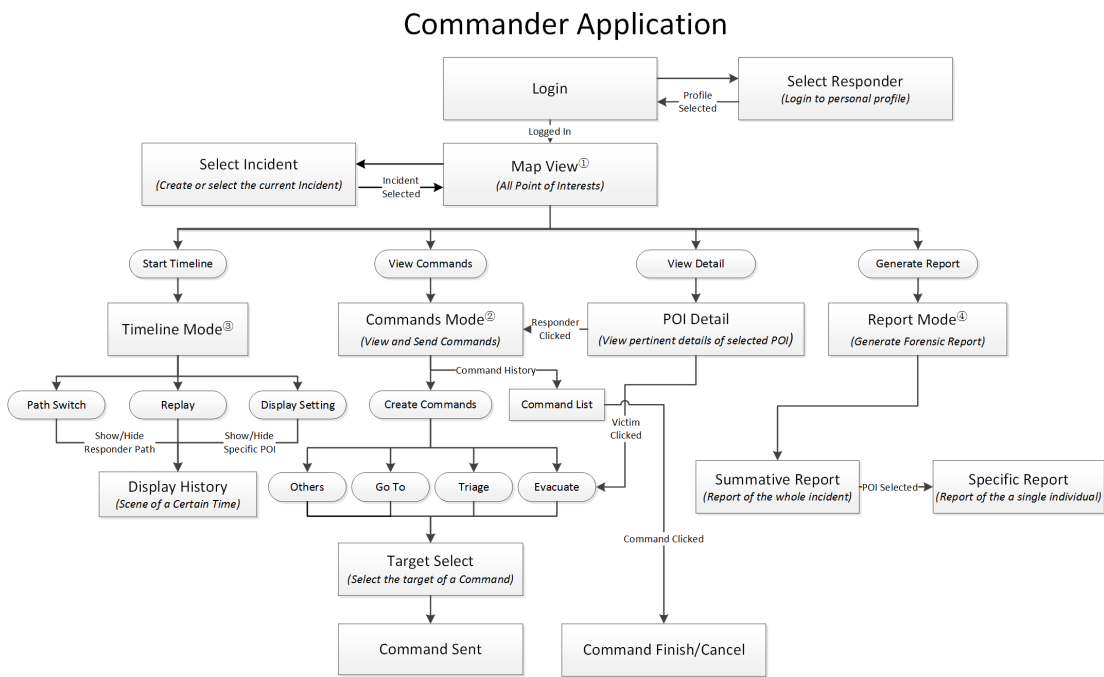 Commander Application
Login
Select Responder
(Login to personal profile)
Profile
Selected
Logged In
Select Incident
(Create or select the current Incident)
Incident
Selected
Map View①
(All Point of Interests)
Start Timeline
View Commands
View Detail
Generate Report
Timeline Mode③
Commands Mode②
(View and Send Commands)
Responder
Clicked
POI Detail
(View pertinent details of selected POI)
Report Mode④
(Generate Forensic Report)
Command History
Path Switch
Replay
Display Setting
Create Commands
Command List
Victim
Clicked
Show/Hide
Responder Path
Show/Hide
Specific POI
Display History
(Scene of a Certain Time)
Others
Go To
Triage
Evacuate
Summative Report
(Report of the whole incident)
POI Selected
Specific Report
(Report of the a single individual)
Command Clicked
Target Select
(Select the target of a Command)
Command Sent
Command Finish/Cancel